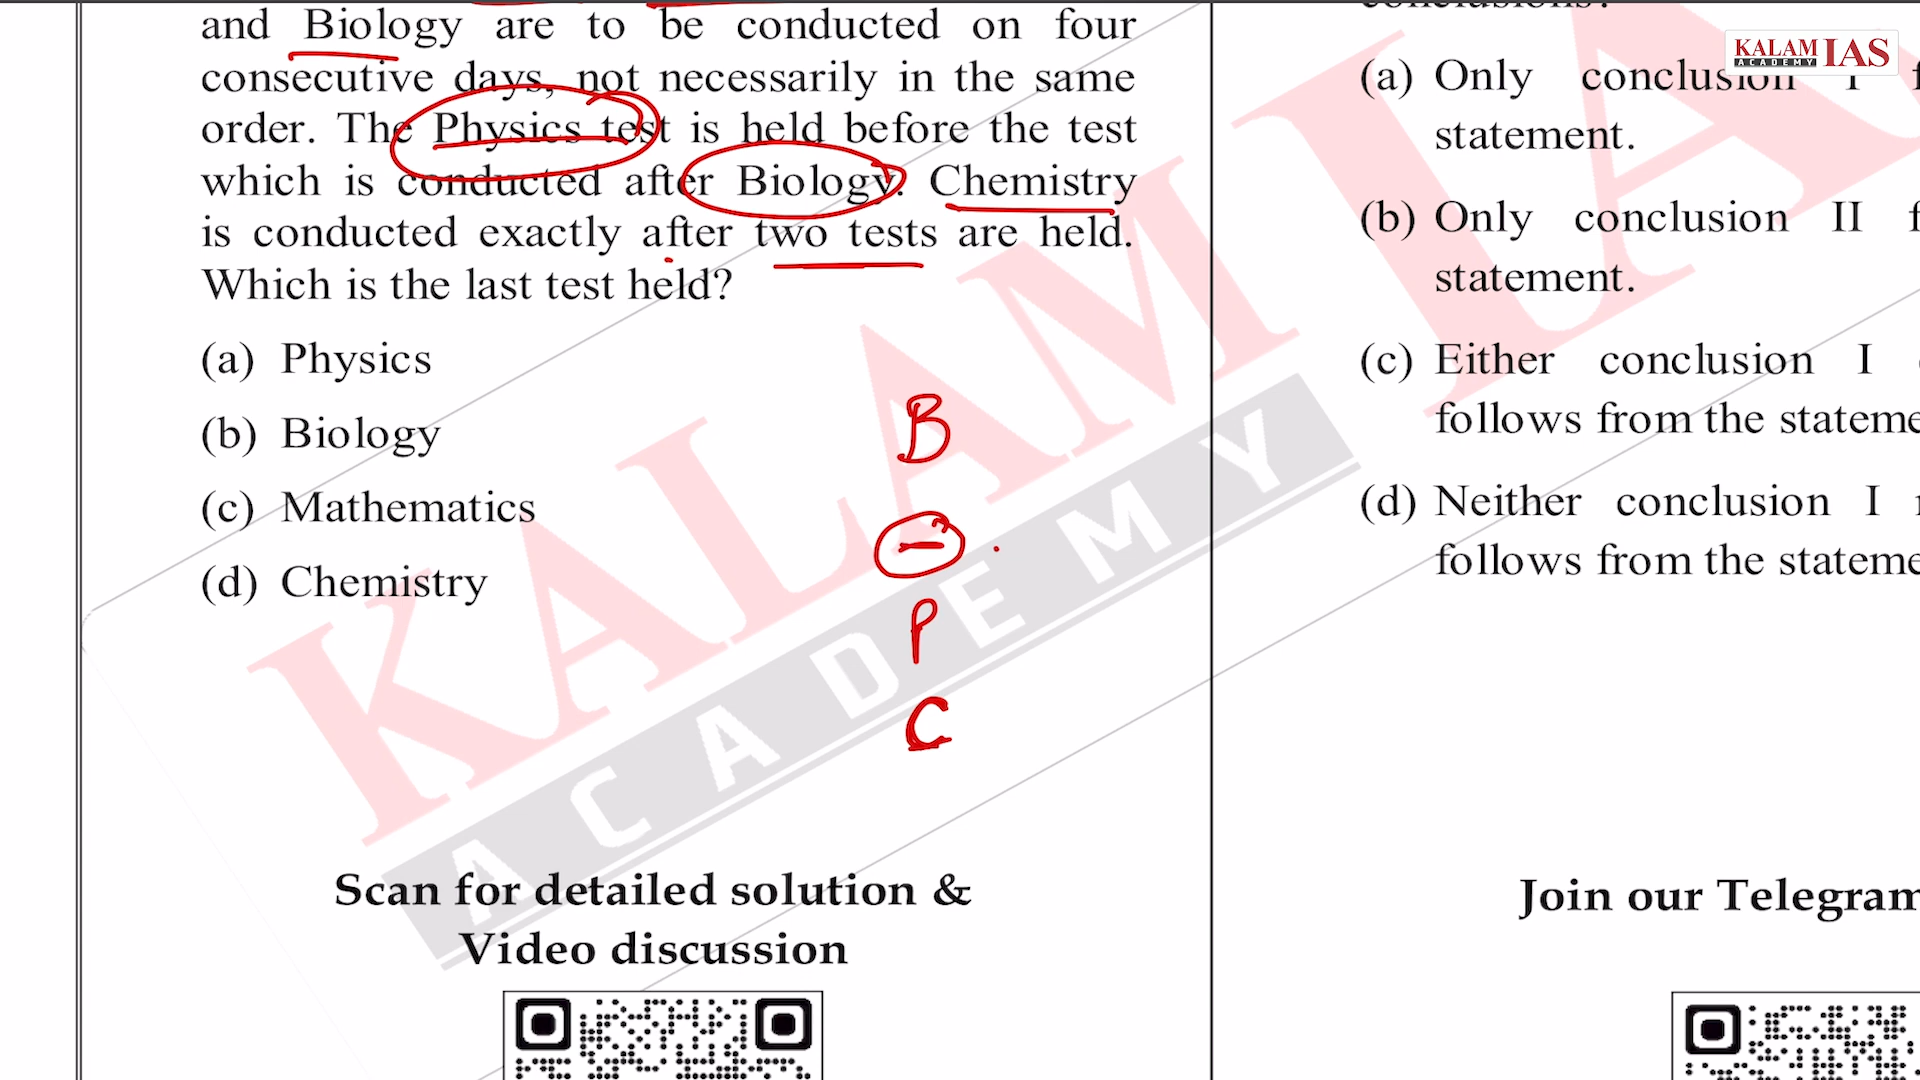 and Biology are to be conducted on four
consecutive days, not necessarily in the same
order. The Physics test is held before the test
which is conducted after Biology. Chemistry
is conducted exactly after two tests are held.
Which is the last test held?
(a) Physics
(b) Biology
(c) Mathematics
(d) Chemistry
B
P
C
Scan for detailed solution &
Video discussion
conclusions?
KALAM IAS
ACADEMY
(a) Only conclusion I f
statement.
(b) Only conclusion II f
statement.
(c) Either conclusion I
follows from the stateme
(d) Neither conclusion I
follows from the stateme
Join our Telegram
KALAM IA
ACADEMY